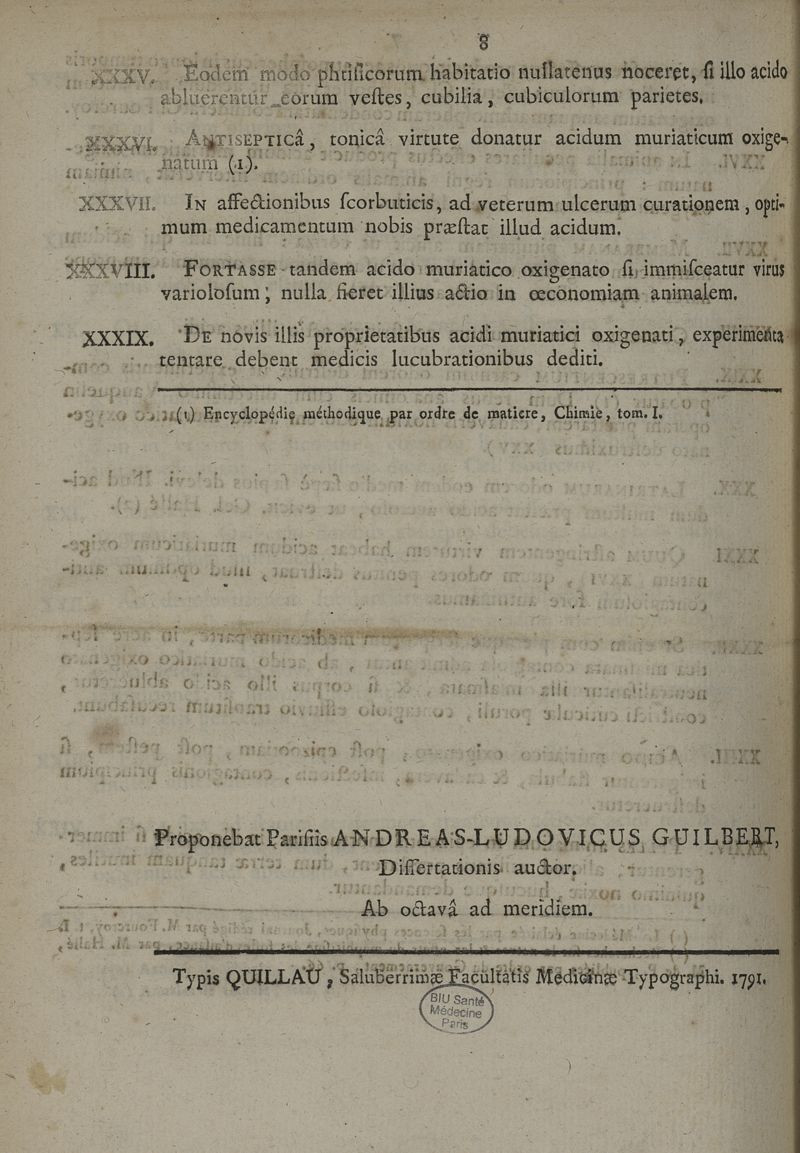 8
XXXV. Eodem modo phtisicorum habitatio nullatenus noceret, si illo acido
abluerentur eorum vestes, cubilia, cubiculorum parietes.
XXXVI. ANTISEPTICâ, tonicâ virtute donatur acidum muriaticum oxige-
natum (1).
XXXVII. IN affectionibus scorbuticis, ad veterum ulcerum curationem, opti-
mum medicamentum nobis præstat illud acidum.
XXXVIII. FORTASSE tandem acido muriatico oxigenato si immisceatur virus
variolosum, nulla fieret illius actio in œconomiam animalem.
XXXIX. DE novis illis proprietatibus acidi muriatici oxigenati, experimenta
tentare debent medicis lucubrationibus dediti.
(1) Encyclopédie méthodique par ordre de matiere, Chimie, tom. I.
Proponebat Parisiis ANDREAS-LUDOVICUS GUILBERT,
Dissertationis auctor.
Ab octavâ ad meridiem.
Typis QUILLAU, Saluberrimæ Facultatis Medicinæ Typographi. 1791.
BIU Santé
Médecine
Paris